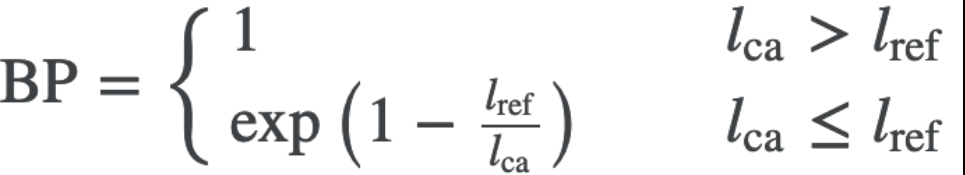 BP = { 1    l_ca > l_ref
exp (1 − l_ref / l_ca)    l_ca ≤ l_ref